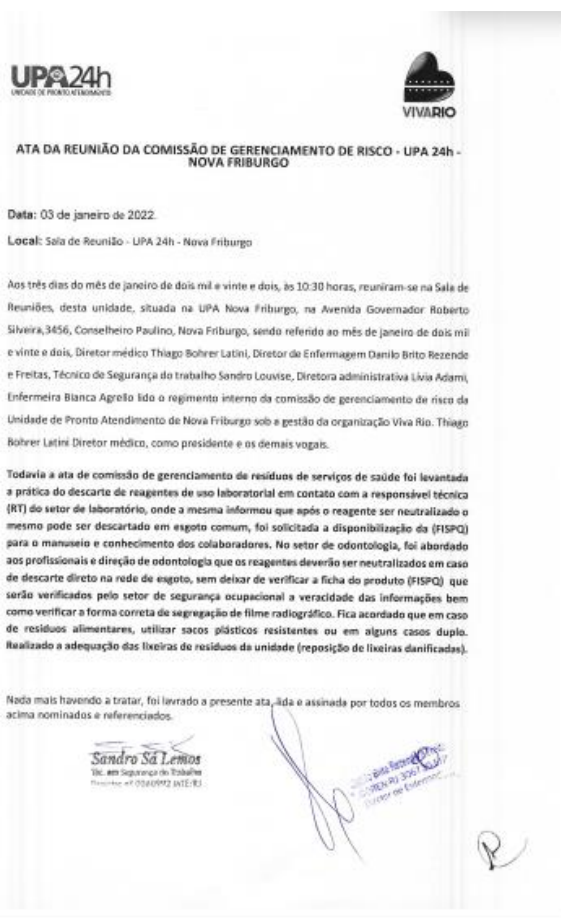 UPA24h
UNIDADE DE PRONTO ATENDIMENTO
VIVARIO
ATA DA REUNIÃO DA COMISSÃO DE GERENCIAMENTO DE RISCO - UPA 24h -
NOVA FRIBURGO
Data: 03 de janeiro de 2022.
Local: Sala de Reunião - UPA 24h - Nova Friburgo
Aos três dias do mês de janeiro de dois mil e vinte e dois, às 10:30 horas, reuniram-se na Sala de
Reuniões, desta unidade, situada na UPA Nova Friburgo, na Avenida Governador Roberto
Silveira,3456, Conselheiro Paulino, Nova Friburgo, sendo referido ao mês de janeiro de dois mil
e vinte e dois, Diretor médico Thiago Bohrer Latini, Diretor de Enfermagem Danilo Brito Rezende
e Freitas, Técnico de Segurança do trabalho Sandro Louvise, Diretora administrativa Livia Adami,
Enfermeira Bianca Agrello lido o regimento interno da comissão de gerenciamento de risco da
Unidade de Pronto Atendimento de Nova Friburgo sob a gestão da organização Viva Rio. Thiago
Bohrer Latini Diretor médico, como presidente e os demais vogais.
Todavia a ata de comissão de gerenciamento de resíduos de serviços de saúde foi levantada
a prática do descarte de reagentes de uso laboratorial em contato com a responsável técnica
(RT) do setor de laboratório, onde a mesma informou que após o reagente ser neutralizado o
mesmo pode ser descartado em esgoto comum, foi solicitada a disponibilização da (FISPQ)
para o manuseio e conhecimento dos colaboradores. No setor de odontologia, foi abordado
aos profissionais e direção de odontologia que os reagentes deverão ser neutralizados em caso
de descarte direto na rede de esgoto, sem deixar de verificar a ficha do produto (FISPQ) que
serão verificados pelo setor de segurança ocupacional a veracidade das informações bem
como verificar a forma correta de segregação de filme radiográfico. Fica acordado que em caso
de resíduos alimentares, utilizar sacos plásticos resistentes ou em alguns casos duplo.
Realizado a adequação das lixeiras de resíduos da unidade (reposição de lixeiras danificadas).
Nada mais havendo a tratar, foi lavrado a presente ata, lida e assinada por todos os membros
acima nominados e referenciados.
Sandro Sá Lemos
Téc. em Segurança do Trabalho
Brito
COREN-RJ
Diretor de